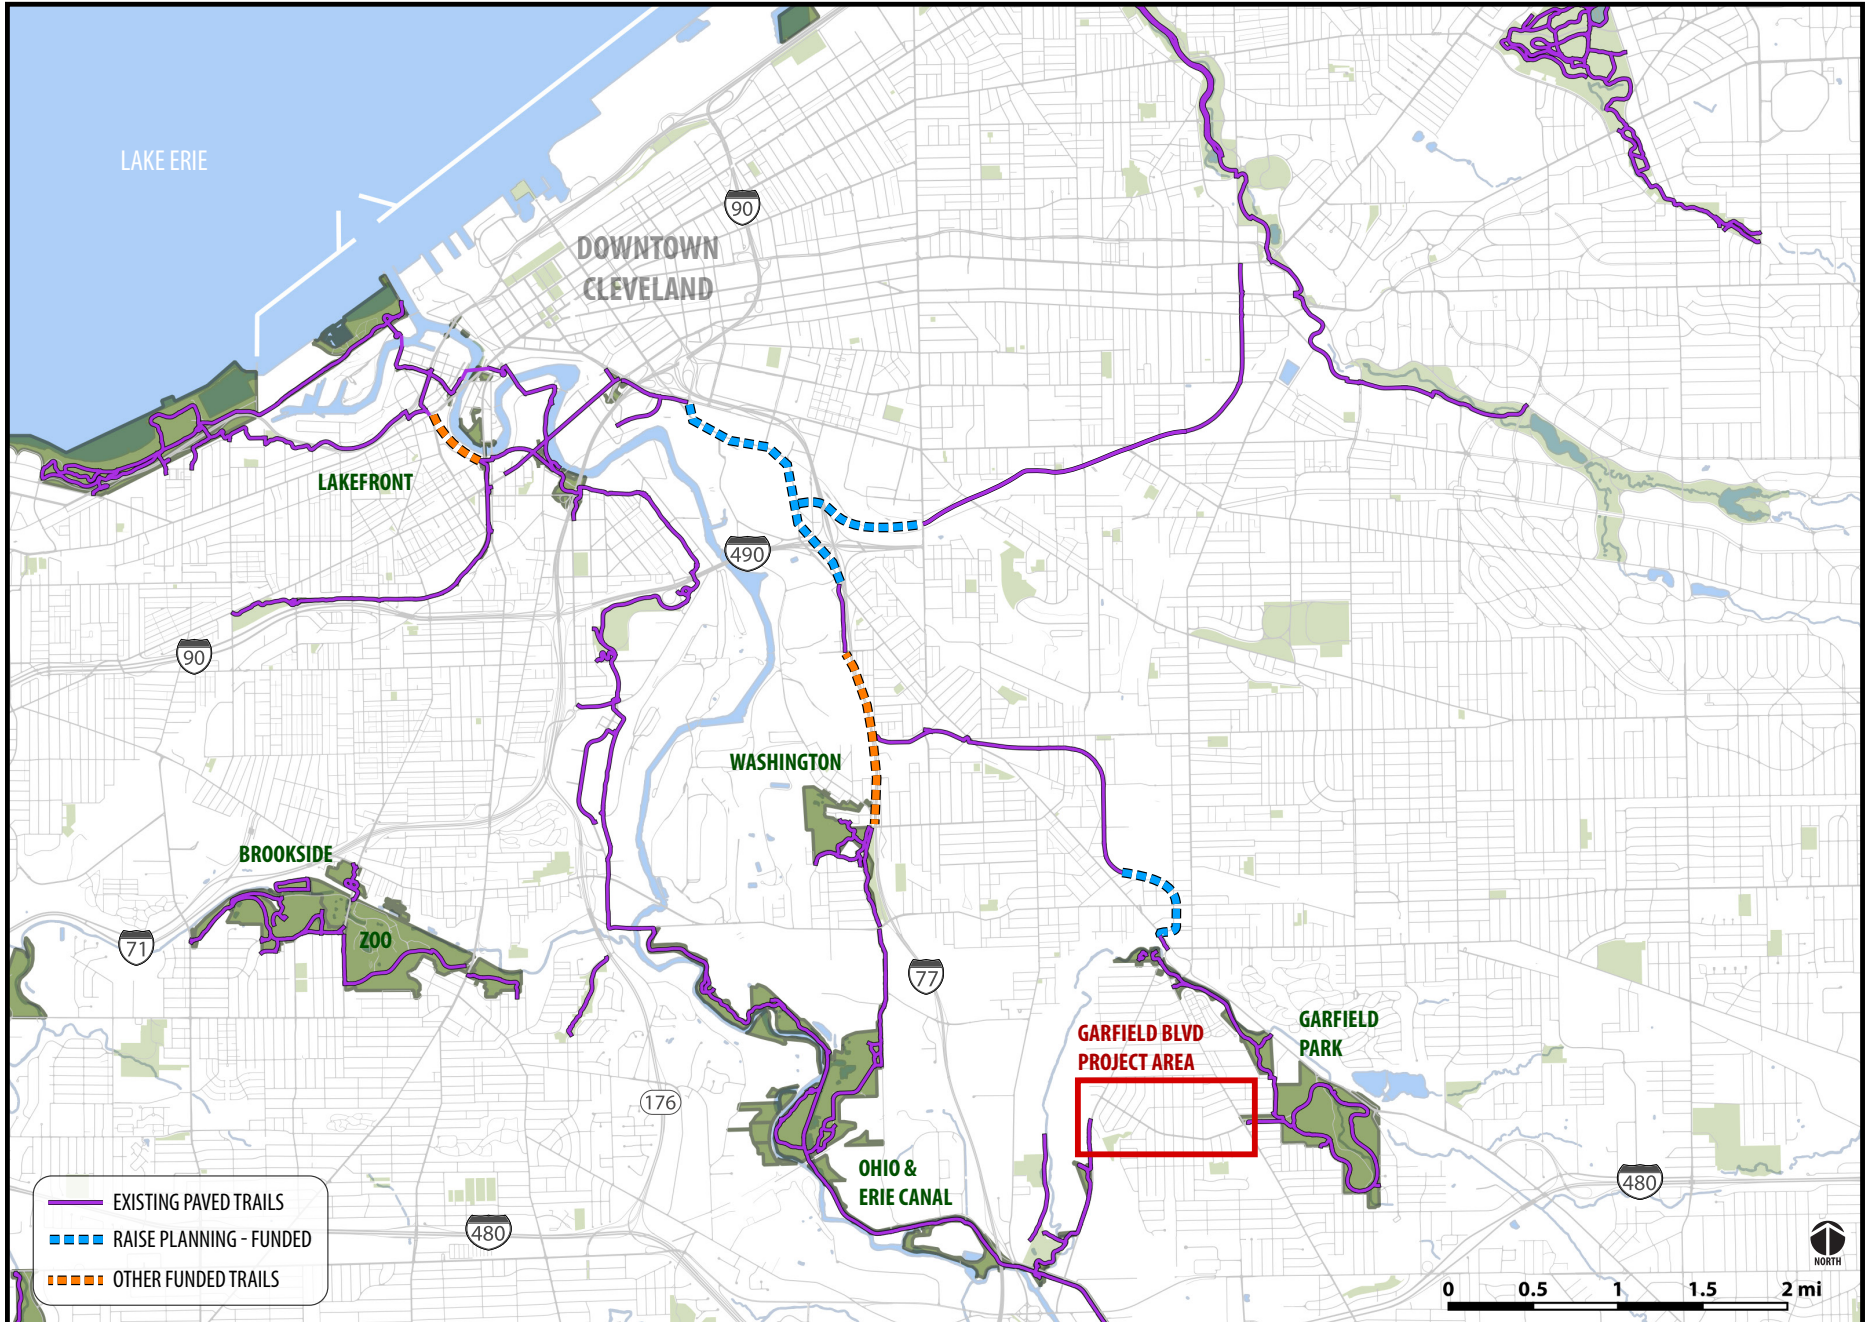 LAKE ERIE
90
DOWNTOWN
CLEVELAND
LAKEFRONT
490
90
WASHINGTON
BROOKSIDE
ZOO
71
77
GARFIELD BLVD
PROJECT AREA
GARFIELD
PARK
176
OHIO &
ERIE CANAL
480
480
EXISTING PAVED TRAILS
RAISE PLANNING - FUNDED
OTHER FUNDED TRAILS
NORTH
0 0.5 1 1.5 2 mi